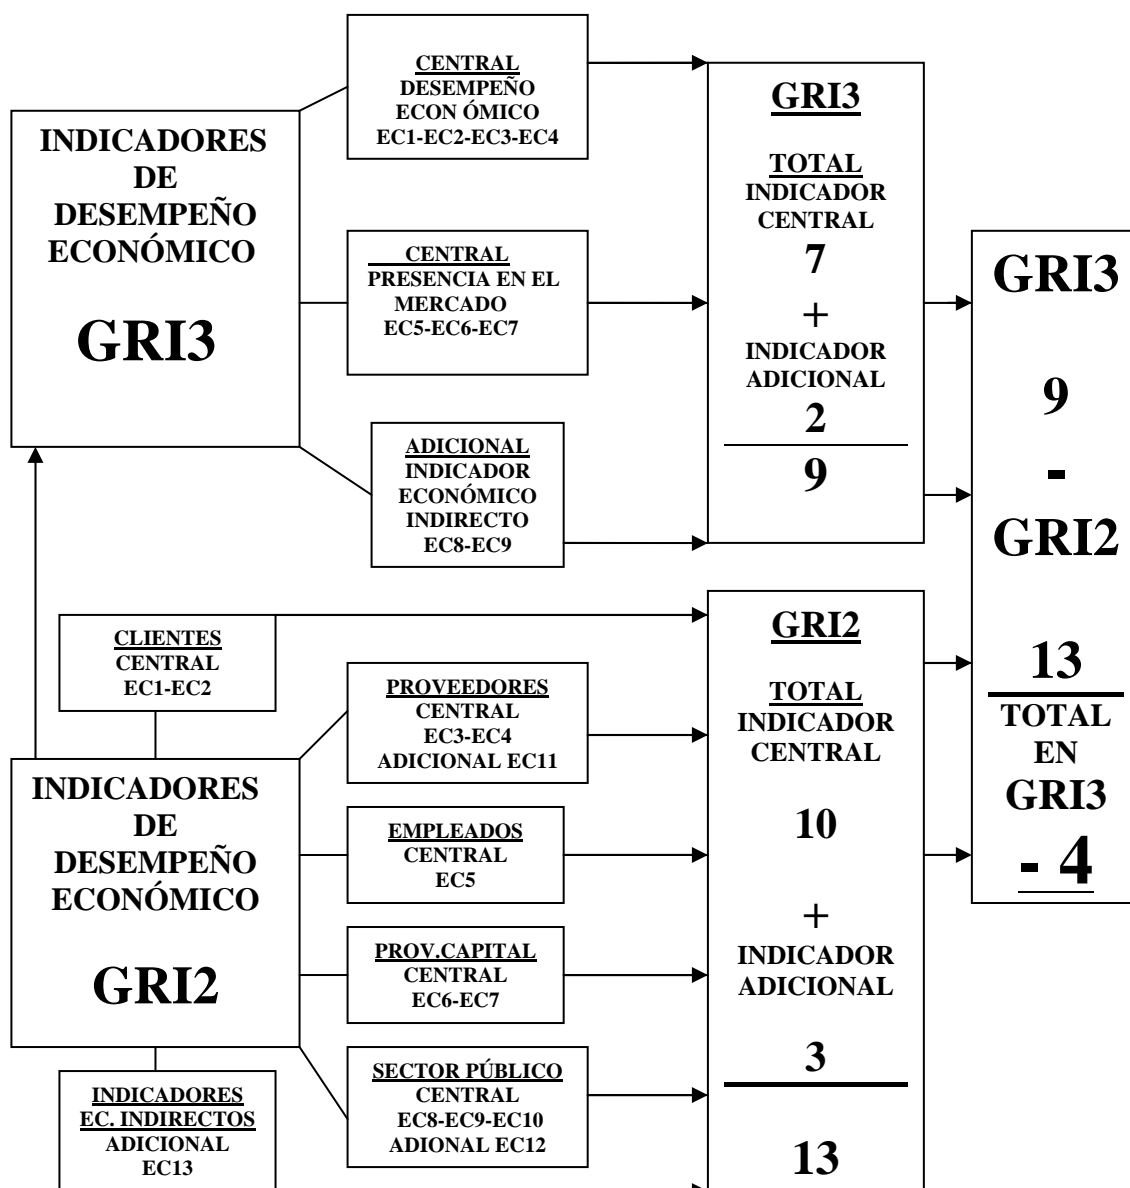 INDICADORES
DE
DESEMPEÑO
ECONÓMICO
GRI3
CENTRAL
DESEMPEÑO
ECON ÓMICO
EC1-EC2-EC3-EC4
CENTRAL
PRESENCIA EN EL
MERCADO
EC5-EC6-EC7
ADICIONAL
INDICADOR
ECONÓMICO
INDIRECTO
EC8-EC9
GRI3
TOTAL
INDICADOR
CENTRAL
7
+
INDICADOR
ADICIONAL
2
9
CLIENTES
CENTRAL
EC1-EC2
INDICADORES
DE
DESEMPEÑO
ECONÓMICO
GRI2
INDICADORES
EC. INDIRECTOS
ADICIONAL
EC13
PROVEEDORES
CENTRAL
EC3-EC4
ADICIONAL EC11
EMPLEADOS
CENTRAL
EC5
PROV.CAPITAL
CENTRAL
EC6-EC7
SECTOR PÚBLICO
CENTRAL
EC8-EC9-EC10
ADIONAL EC12
GRI2
TOTAL
INDICADOR
CENTRAL
10
+
INDICADOR
ADICIONAL
3
13
GRI3
9
-
GRI2
13
TOTAL
EN
GRI3
- 4